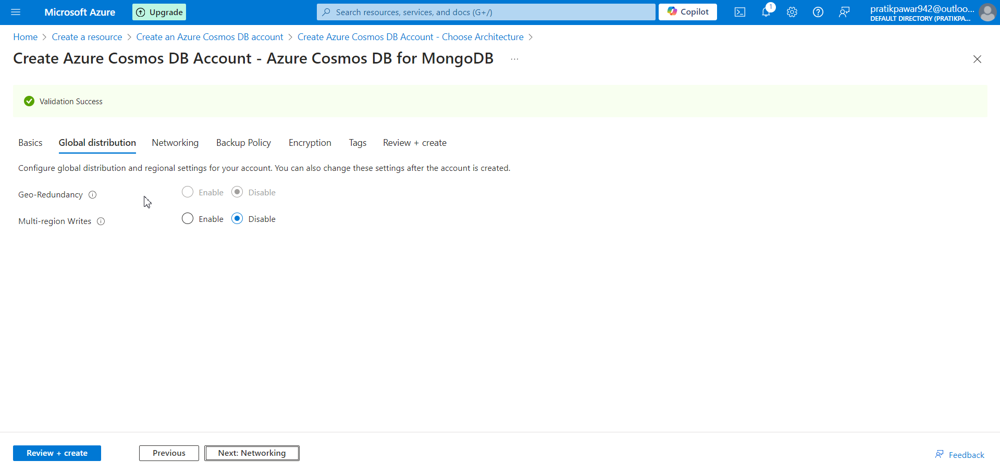 Microsoft Azure
Upgrade
Search resources, services, and docs (G+/)
Copilot
1
pratikpawar942@outloo...
DEFAULT DIRECTORY (PRATIKPA...
Home > Create a resource > Create an Azure Cosmos DB account > Create Azure Cosmos DB Account - Choose Architecture >
Create Azure Cosmos DB Account - Azure Cosmos DB for MongoDB ...
Validation Success
Basics Global distribution Networking Backup Policy Encryption Tags Review + create
Configure global distribution and regional settings for your account. You can also change these settings after the account is created.
Geo-Redundancy Enable Disable
Multi-region Writes Enable Disable
Review + create Previous Next: Networking Feedback